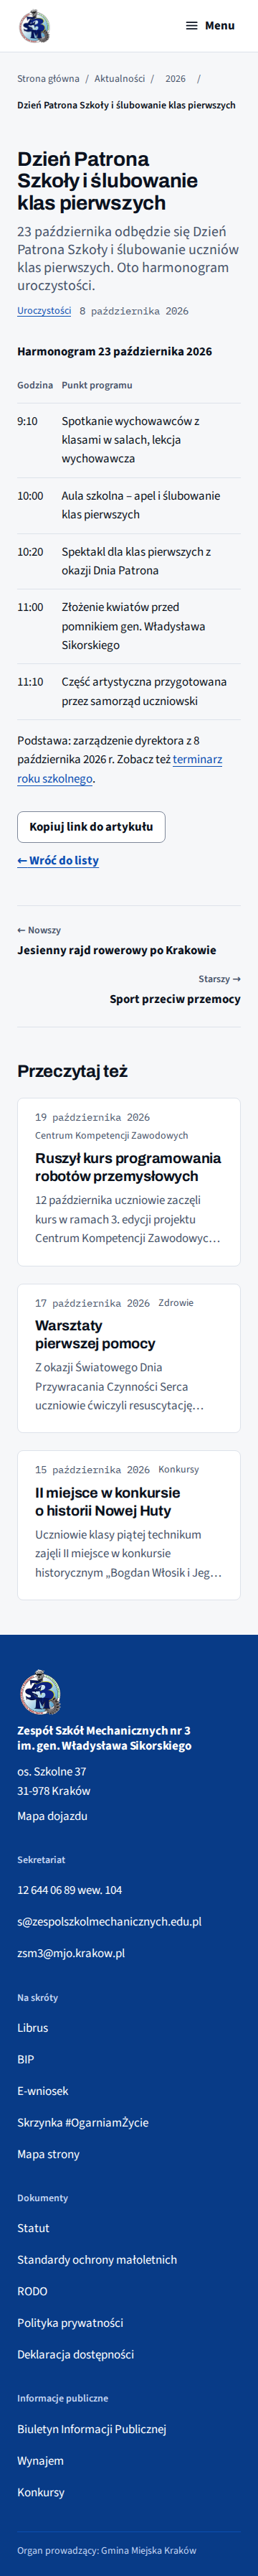 Menu
Strona główna / Aktualności / 2026 /
Dzień Patrona Szkoły i ślubowanie klas pierwszych
Dzień Patrona
Szkoły i ślubowanie
klas pierwszych
23 października odbędzie się Dzień
Patrona Szkoły i ślubowanie uczniów
klas pierwszych. Oto harmonogram
uroczystości.
Uroczystości 8 października 2026
Harmonogram 23 października 2026
Godzina Punkt programu
9:10 Spotkanie wychowawców z
klasami w salach, lekcja
wychowawcza
10:00 Aula szkolna – apel i ślubowanie
klas pierwszych
10:20 Spektakl dla klas pierwszych z
okazji Dnia Patrona
11:00 Złożenie kwiatów przed
pomnikiem gen. Władysława
Sikorskiego
11:10 Część artystyczna przygotowana
przez samorząd uczniowski
Podstawa: zarządzenie dyrektora z 8
października 2026 r. Zobacz też terminarz
roku szkolnego.
Kopiuj link do artykułu
← Wróć do listy
← Nowszy
Jesienny rajd rowerowy po Krakowie
Starszy →
Sport przeciw przemocy
Przeczytaj też
19 października 2026
Centrum Kompetencji Zawodowych
Ruszył kurs programowania
robotów przemysłowych
12 października uczniowie zaczęli
kurs w ramach 3. edycji projektu
Centrum Kompetencji Zawodowyc…
17 października 2026 Zdrowie
Warsztaty
pierwszej pomocy
Z okazji Światowego Dnia
Przywracania Czynności Serca
uczniowie ćwiczyli resuscytację…
15 października 2026 Konkursy
II miejsce w konkursie
o historii Nowej Huty
Uczniowie klasy piątej technikum
zajęli II miejsce w konkursie
historycznym „Bogdan Włosik i Jeg…
Zespół Szkół Mechanicznych nr 3
im. gen. Władysława Sikorskiego
os. Szkolne 37
31-978 Kraków
Mapa dojazdu
Sekretariat
12 644 06 89 wew. 104
s@zespolszkolmechanicznych.edu.pl
zsm3@mjo.krakow.pl
Na skróty
Librus
BIP
E-wniosek
Skrzynka #OgarniamŻycie
Mapa strony
Dokumenty
Statut
Standardy ochrony małoletnich
RODO
Polityka prywatności
Deklaracja dostępności
Informacje publiczne
Biuletyn Informacji Publicznej
Wynajem
Konkursy
Organ prowadzący: Gmina Miejska Kraków